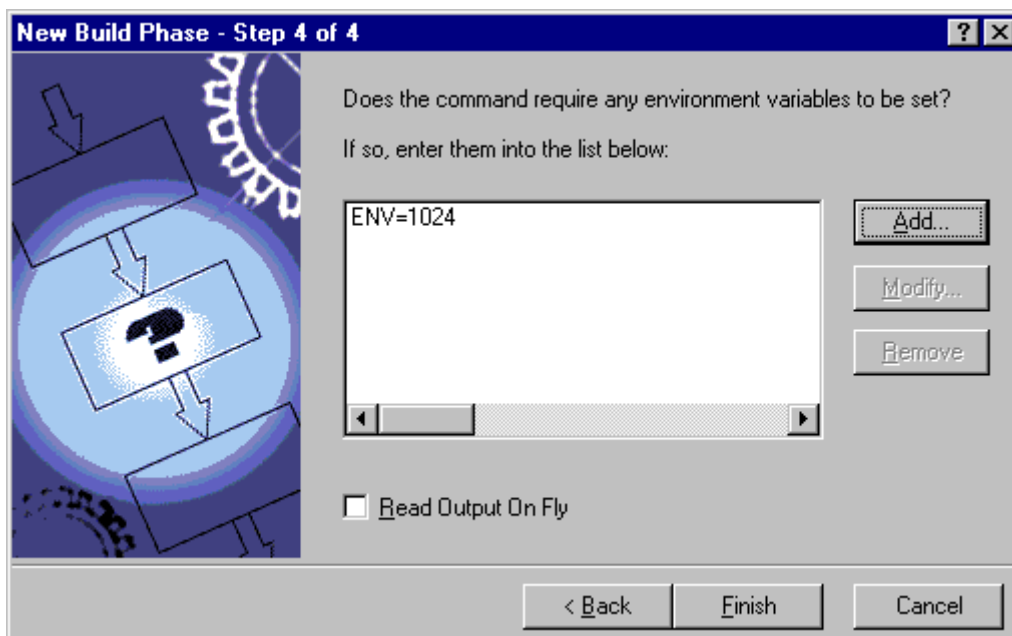 New Build Phase - Step 4 of 4
Does the command require any environment variables to be set?
If so, enter them into the list below:
ENV=1024
Add...
Modify...
Remove
Read Output On Fly
< Back
Finish
Cancel